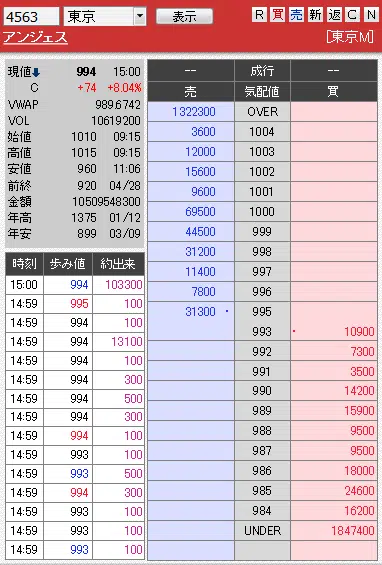 4563 東京 表示 R 買 売 新 返 C N
アンジェス [東京M]
現値 994 15:00
C +74 +8.04%
VWAP 989.6742
VOL 10619200
始値 1010 09:15
高値 1015 09:15
安値 960 11:06
前終 920 04/28
金額 10509548300
年高 1375 01/12
年安 899 03/09
時刻 歩み値 約出来
15:00 994 103300
14:59 995 100
14:59 994 100
14:59 994 13100
14:59 994 100
14:59 994 300
14:59 994 500
14:59 994 300
14:59 994 100
14:59 993 100
14:59 993 500
14:59 994 300
14:59 993 100
14:59 993 100
-- 成行 --
売 気配値 買
1322300 OVER
3600 1004
12000 1003
15600 1002
9600 1001
69500 1000
44500 999
31200 998
11400 997
7800 996
31300 995
993 10900
992 7300
991 3500
990 14200
989 15900
988 9500
987 9500
986 18000
985 24600
984 16200
UNDER 1847400